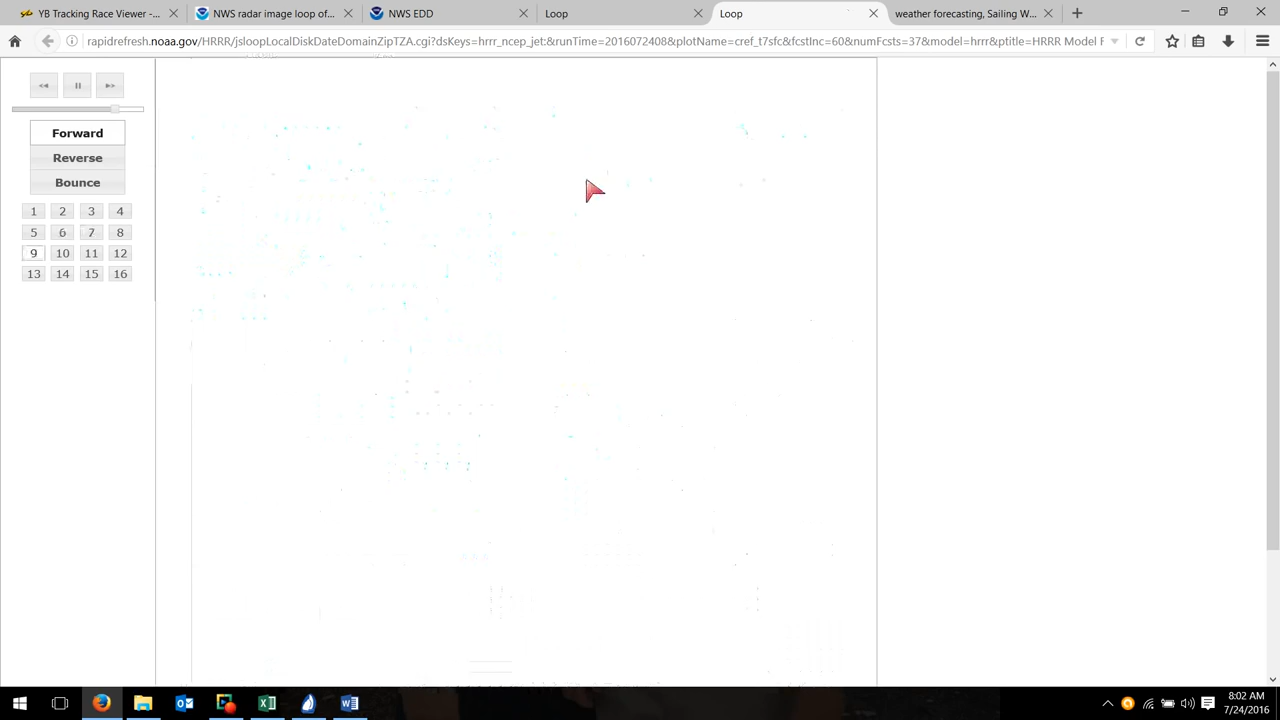 YB Tracking Race Viewer -
NWS radar image loop of
NWS EDD
Loop
Loop
weather forecasting, Sailing W
rapidrefresh.noaa.gov/HRRR/jsloopLocalDiskDateDomainZipTZA.cgi?dsKeys=hrrr_ncep_jet:&runTime=2016072408&plotName=cref_t7sfc&fcstInc=60&numFcsts=37&model=hrrr&ptitle=HRRR Model F
Forward
Reverse
Bounce
1 2 3 4
5 6 7 8
9 10 11 12
13 14 15 16
8:02 AM
7/24/2016